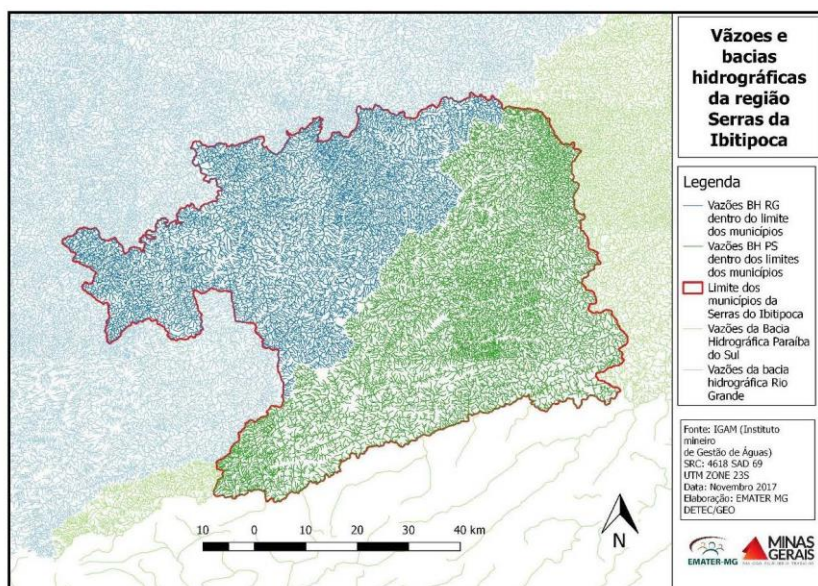 Vãzoes e
bacias
hidrográficas
da região
Serras da
Ibitipoca
Legenda
Vazões BH RG
dentro do limite
dos municípios
Vazões BH PS
dentro dos limites
dos municípios
Limite dos
municípios da
Serras do Ibitipoca
Vazões da Bacia
Hidrográfica Paraíba
do Sul
Vazões da bacia
hidrográfica Rio
Grande
Fonte: IGAM (Instituto
mineiro
de Gestão de Águas)
SRC: 4618 SAD 69
UTM ZONE 23S
Data: Novembro 2017
Elaboração: EMATER MG
DETEC/GEO
10 0 10 20 30 40 km
N
EMATER-MG
MINAS
GERAIS